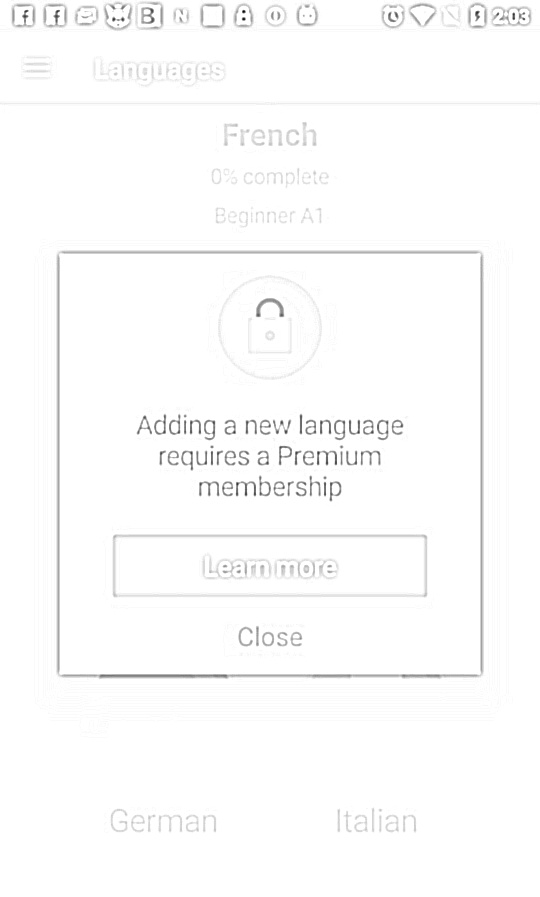 2:03
Languages
French
0% complete
Beginner A1
Adding a new language
requires a Premium
membership
Learn more
Close
German Italian